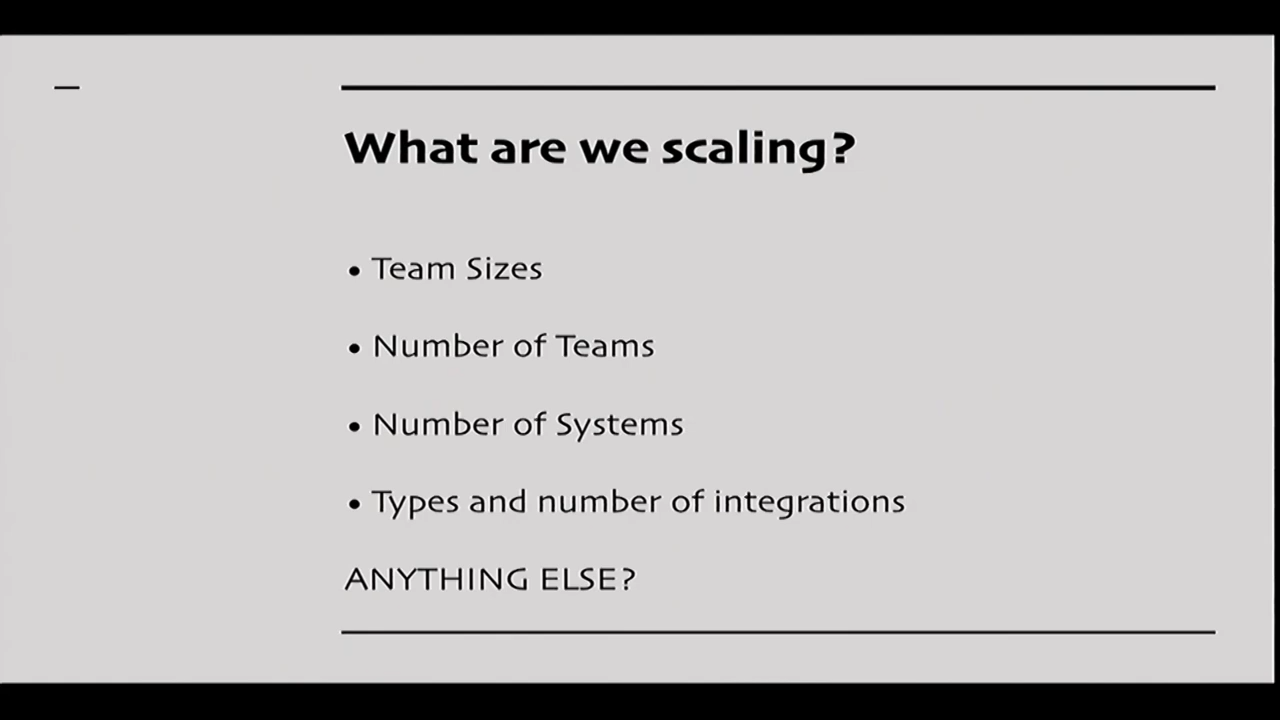 What are we scaling?
• Team Sizes
• Number of Teams
• Number of Systems
• Types and number of integrations
ANYTHING ELSE?